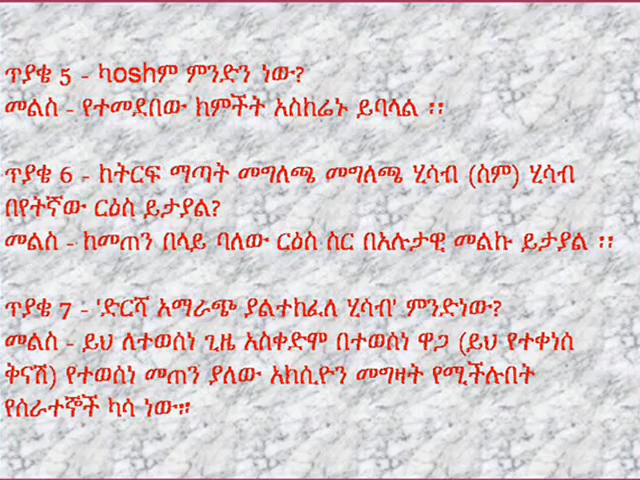 ጥያቄ 5 - ካoshም ምንድን ነው?
መልስ - የተመደበው ክምችት አስከሬኑ ይባላል ፡፡
ጥያቄ 6 - ከትርፍ ማጣት መግለጫ መግለጫ ሂሳብ (ስም) ሂሳብ
በየትኛው ርዕስ ይታያል?
መልስ - ከመጠን በላይ ባለው ርዕስ ስር በአሉታዊ መልኩ ይታያል ፡፡
ጥያቄ 7 - 'ድርሻ አማራጭ ያልተከፈለ ሂሳብ' ምንድነው?
መልስ - ይህ ለተወሰነ ጊዜ አስቀድሞ በተወሰነ ዋጋ (ይህ የተቀነሰ
ቅናሽ) የተወሰነ መጠን ያለው አክሲዮን መግዛት የሚችሉበት
የሰራተኞች ካሳ ነው።